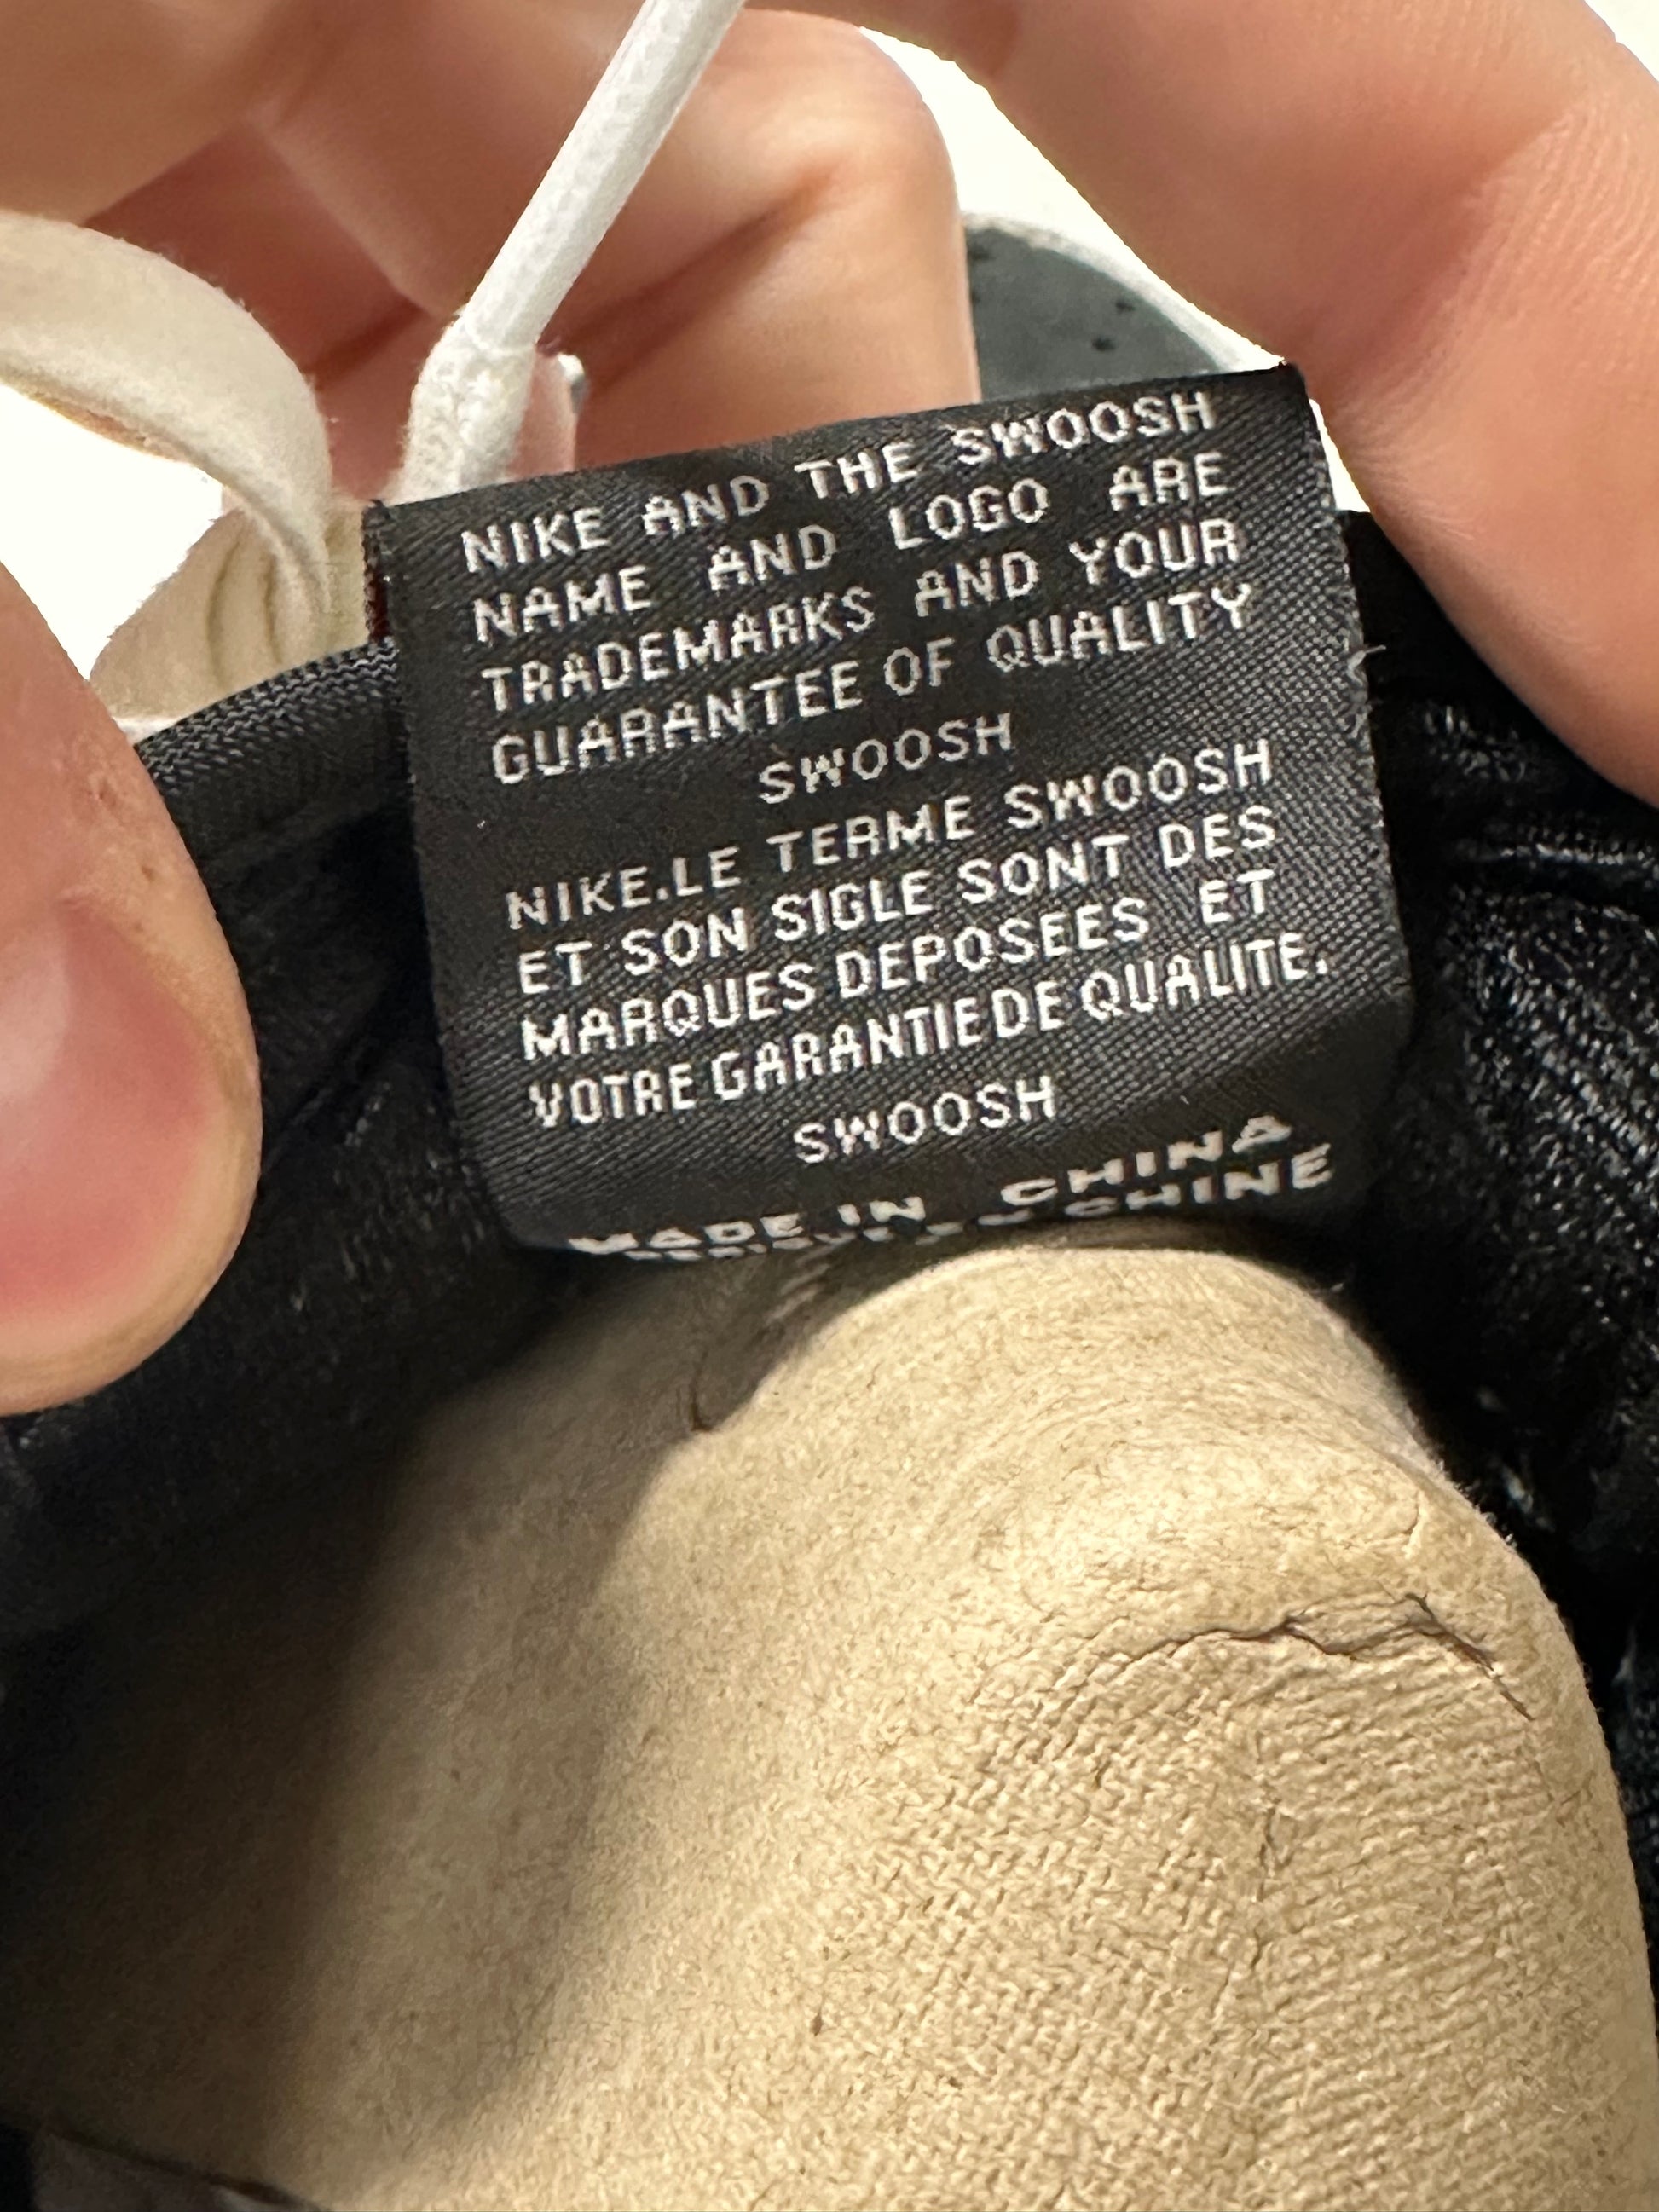 NIKE AND THE SWOOSH
NAME AND LOGO ARE
TRADEMARKS AND YOUR
GUARANTEE OF QUALITY
SWOOSH
NIKE.LE TERME SWOOSH
ET SON SIGLE SONT DES
MARQUES DEPOSEES ET
VOTRE GARANTIE DE QUALITE.
SWOOSH
MADE IN CHINA
CHINE